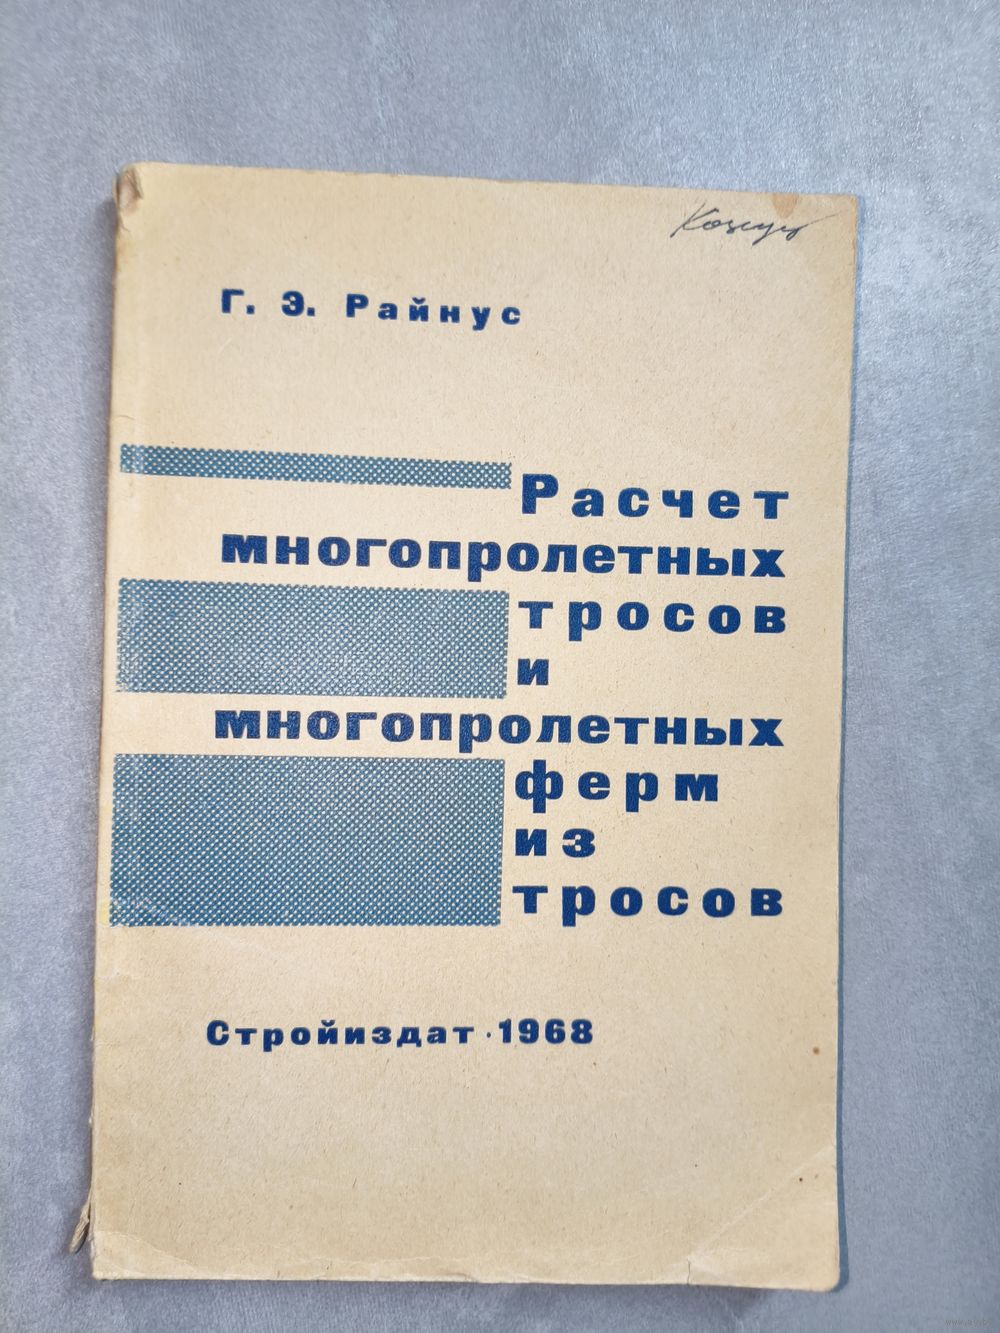 Г. Э. Райнус
Расчет
многопролетных
тросов
и
многопролетных
ферм
из
тросов
Стройиздат · 1968